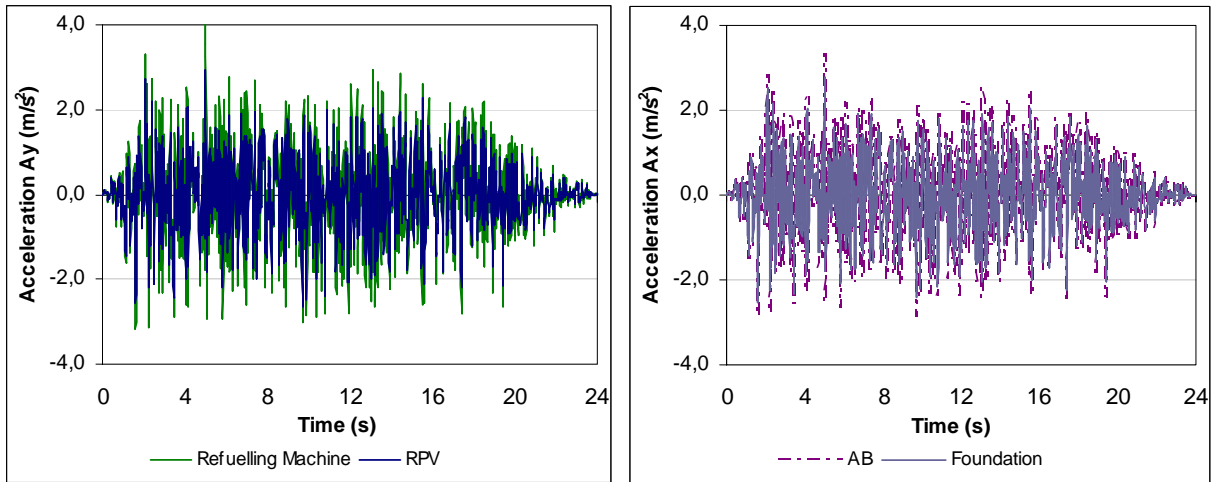 4,0
2,0
0,0
-2,0
-4,0
Acceleration Ay (m/s²)
0 4 8 12 16 20 24
Time (s)
Refuelling Machine RPV
4,0
2,0
0,0
-2,0
-4,0
Acceleration Ax (m/s²)
0 4 8 12 16 20 24
Time (s)
AB Foundation